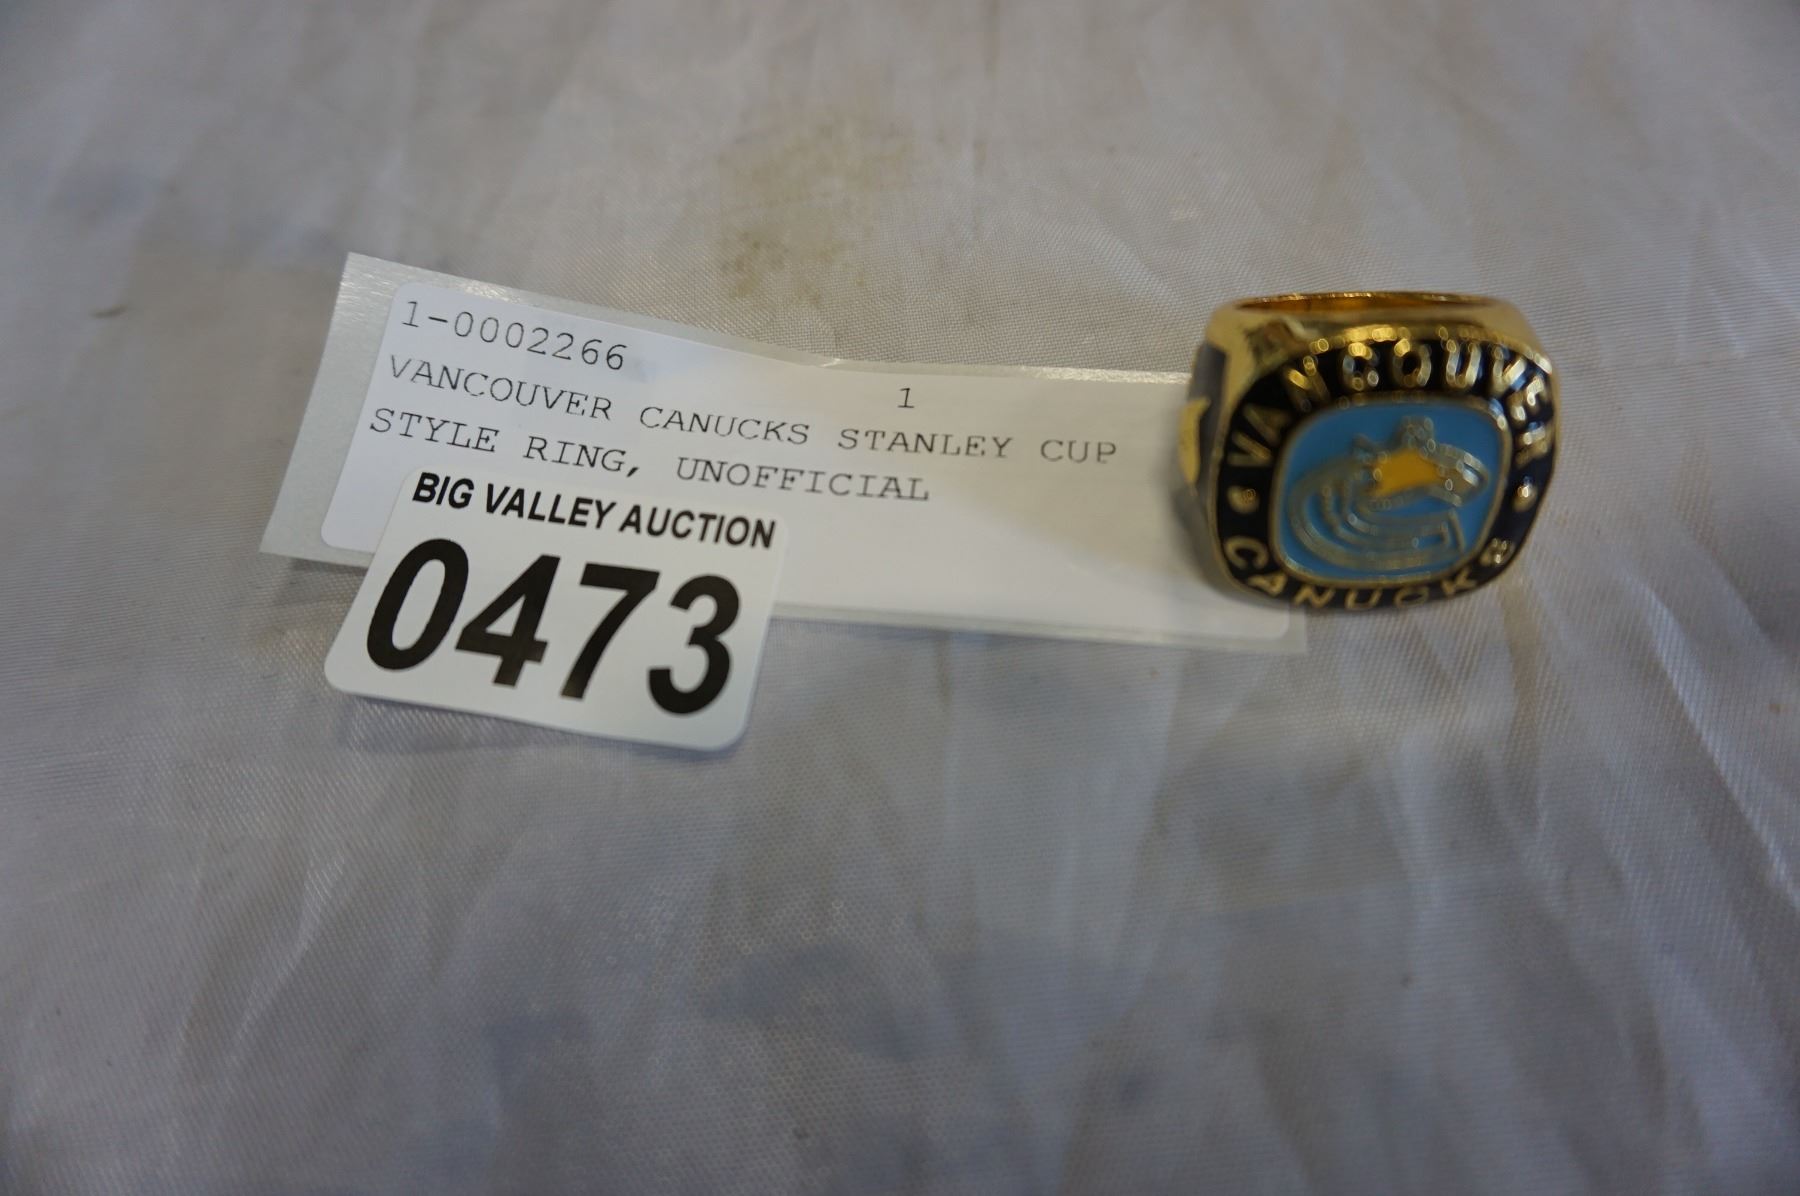 1-0002266
1
VANCOUVER CANUCKS STANLEY CUP
STYLE RING, UNOFFICIAL
BIG VALLEY AUCTION
0473
VANCOUVER
CANUCKS